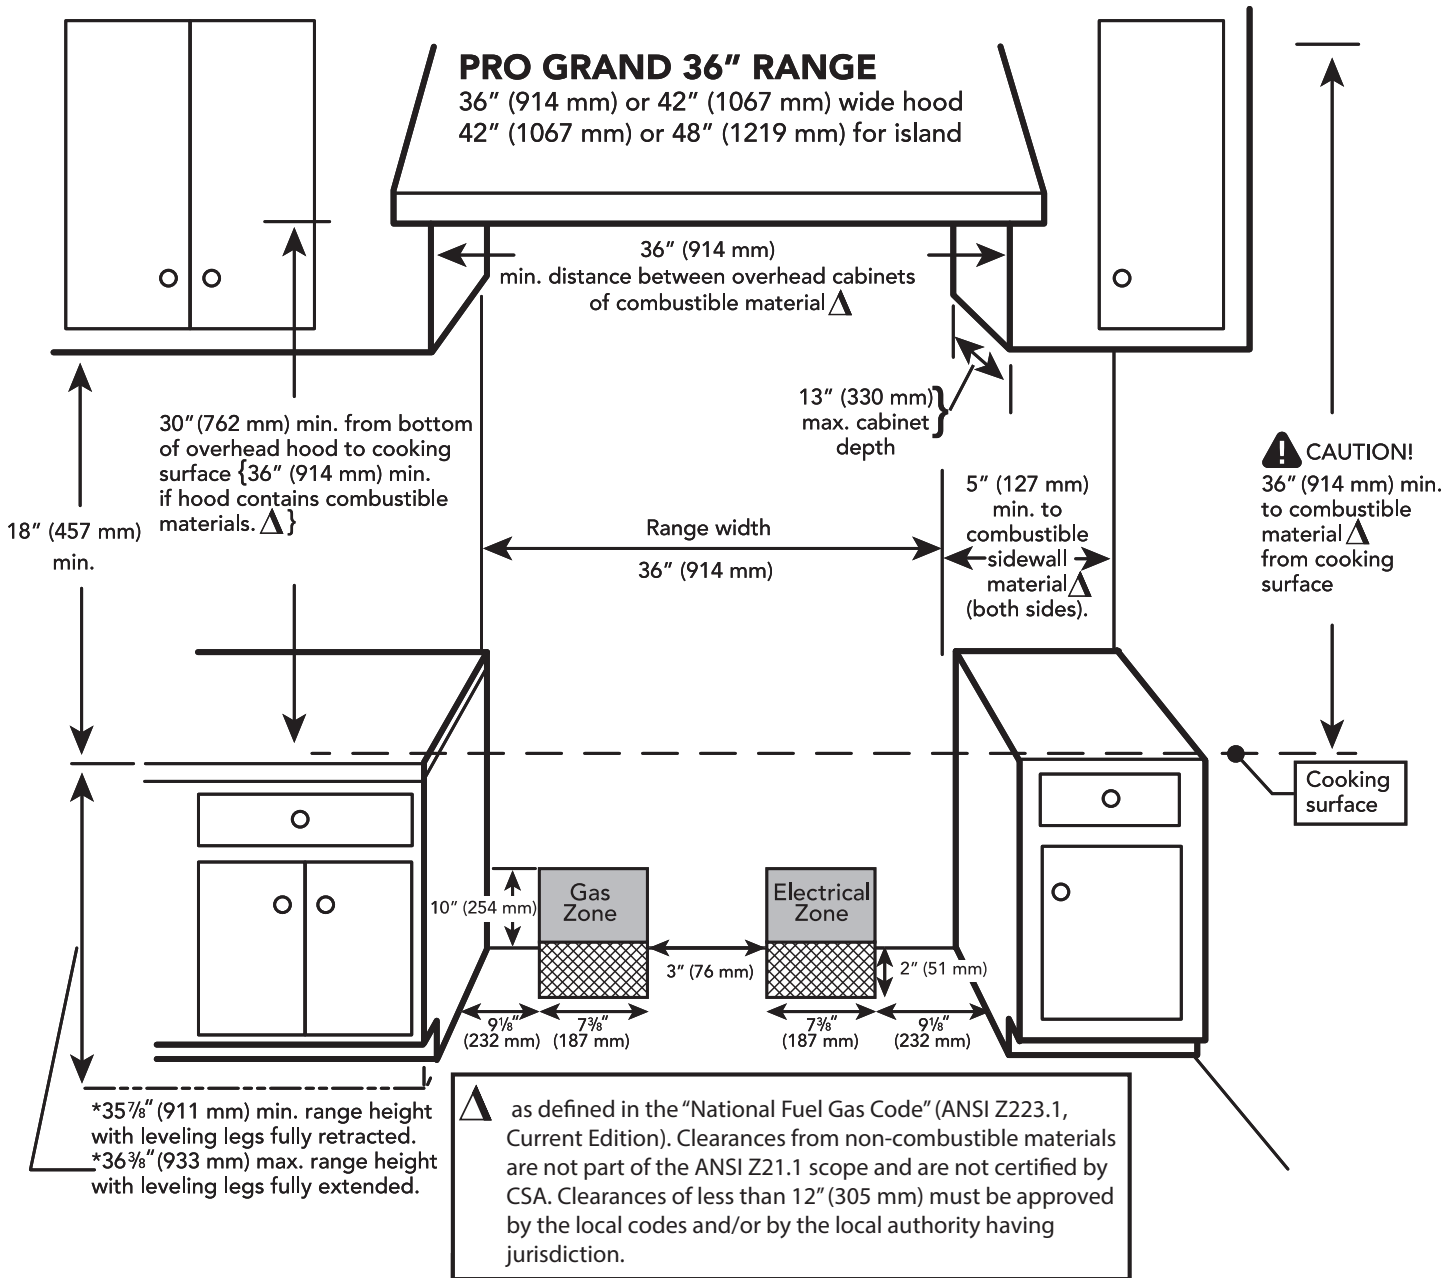 PRO GRAND 36" RANGE
36" (914 mm) or 42" (1067 mm) wide hood
42" (1067 mm) or 48" (1219 mm) for island
36" (914 mm)
min. distance between overhead cabinets
of combustible material Δ
13" (330 mm)
max. cabinet
depth
30" (762 mm) min. from bottom
of overhead hood to cooking
surface {36" (914 mm) min.
if hood contains combustible
materials. Δ }
18" (457 mm)
min.
Range width
36" (914 mm)
5" (127 mm)
min. to
combustible
sidewall
material Δ
(both sides).
CAUTION!
36" (914 mm) min.
to combustible
material Δ
from cooking
surface
Cooking
surface
Gas
Zone
Electrical
Zone
10" (254 mm)
3" (76 mm)
2" (51 mm)
9⅛"
(232 mm)
7⅜"
(187 mm)
7⅜"
(187 mm)
9⅛"
(232 mm)
*35⅞" (911 mm) min. range height
with leveling legs fully retracted.
*36⅜" (933 mm) max. range height
with leveling legs fully extended.
Δ as defined in the "National Fuel Gas Code" (ANSI Z223.1,
Current Edition). Clearances from non-combustible materials
are not part of the ANSI Z21.1 scope and are not certified by
CSA. Clearances of less than 12" (305 mm) must be approved
by the local codes and/or by the local authority having
jurisdiction.